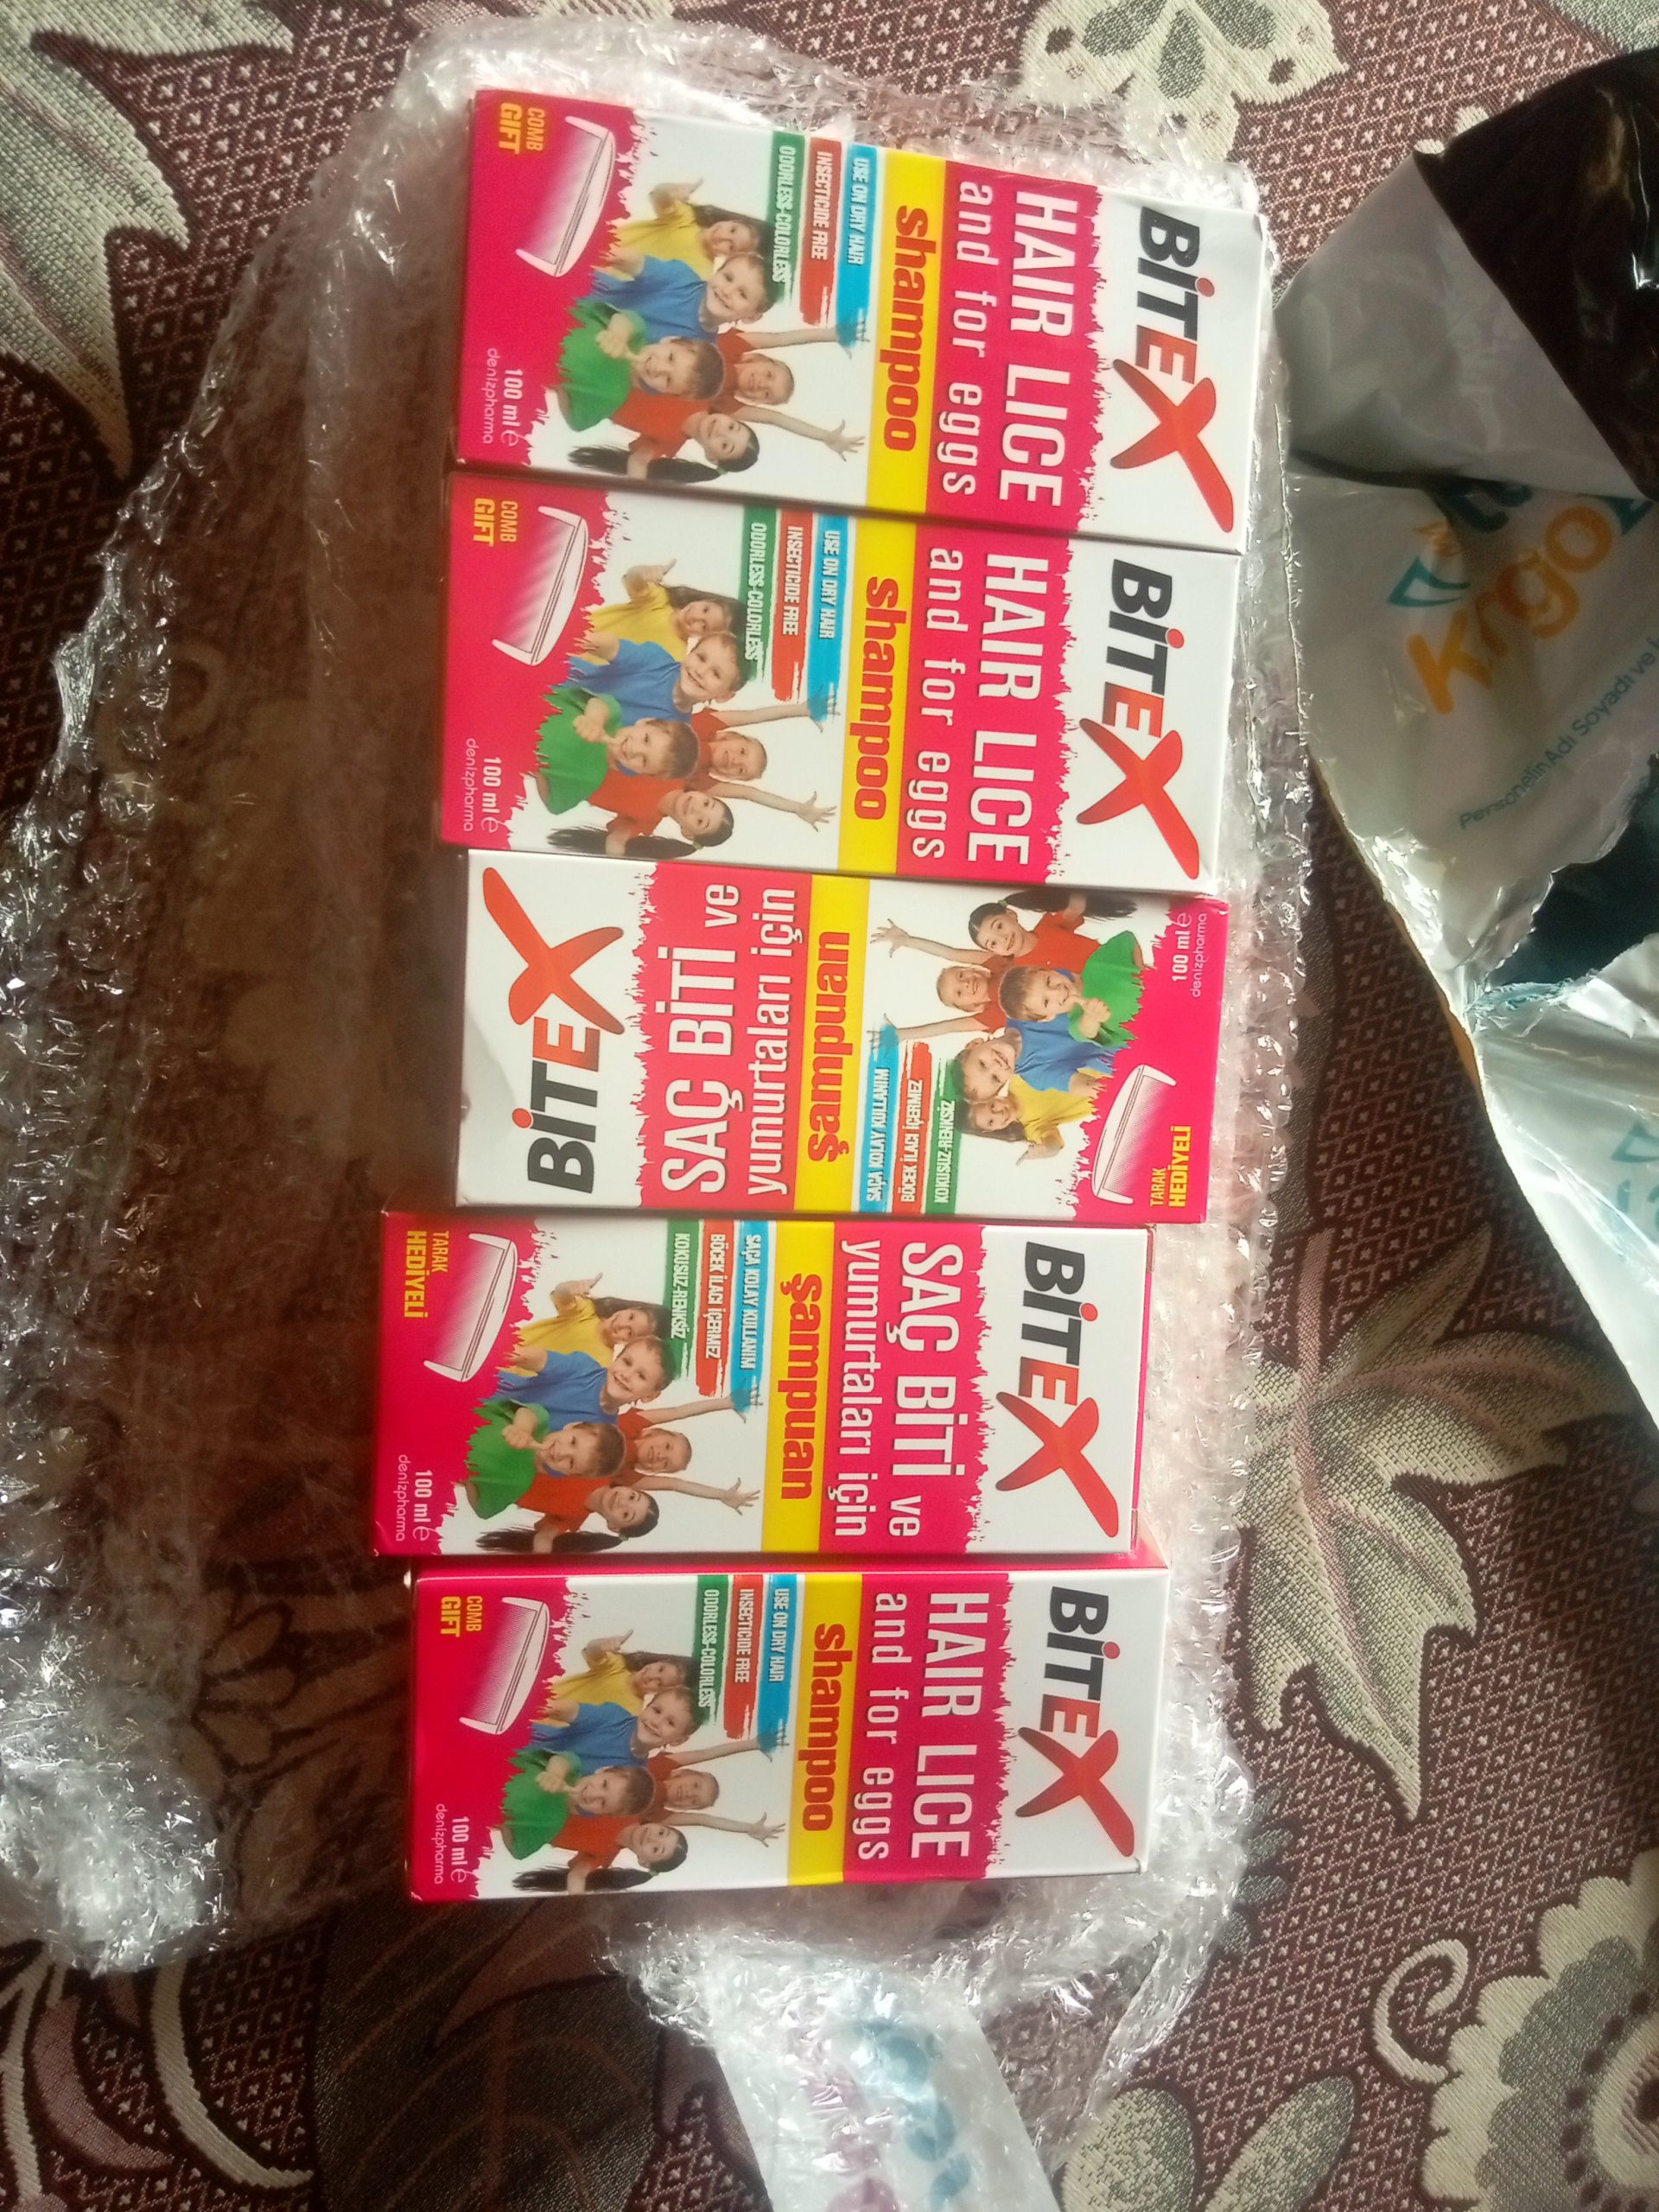 BiTEX
HAIR LICE
and for eggs
shampoo
USE ON DRY HAIR
INSECTICIDE FREE
ODORLESS-COLORLESS
COMB
GIFT
100 ml e
denizpharma
BiTEX
HAIR LICE
and for eggs
shampoo
USE ON DRY HAIR
INSECTICIDE FREE
ODORLESS-COLORLESS
COMB
GIFT
100 ml e
denizpharma
BiTEX
SAÇ BİTİ ve
yumurtaları için
şampuan
SAÇA KOLAY KULLANIM
BÖCEK İLACI İÇERMEZ
KOKUSUZ-RENKSİZ
TARAK
HEDİYELİ
100 ml e
denizpharma
BiTEX
SAÇ BİTİ ve
yumurtaları için
şampuan
SAÇA KOLAY KULLANIM
BÖCEK İLACI İÇERMEZ
KOKUSUZ-RENKSİZ
TARAK
HEDİYELİ
100 ml e
denizpharma
BiTEX
HAIR LICE
and for eggs
shampoo
USE ON DRY HAIR
INSECTICIDE FREE
ODORLESS-COLORLESS
COMB
GIFT
100 ml e
denizpharma
Personelin Adı Soyadı ve